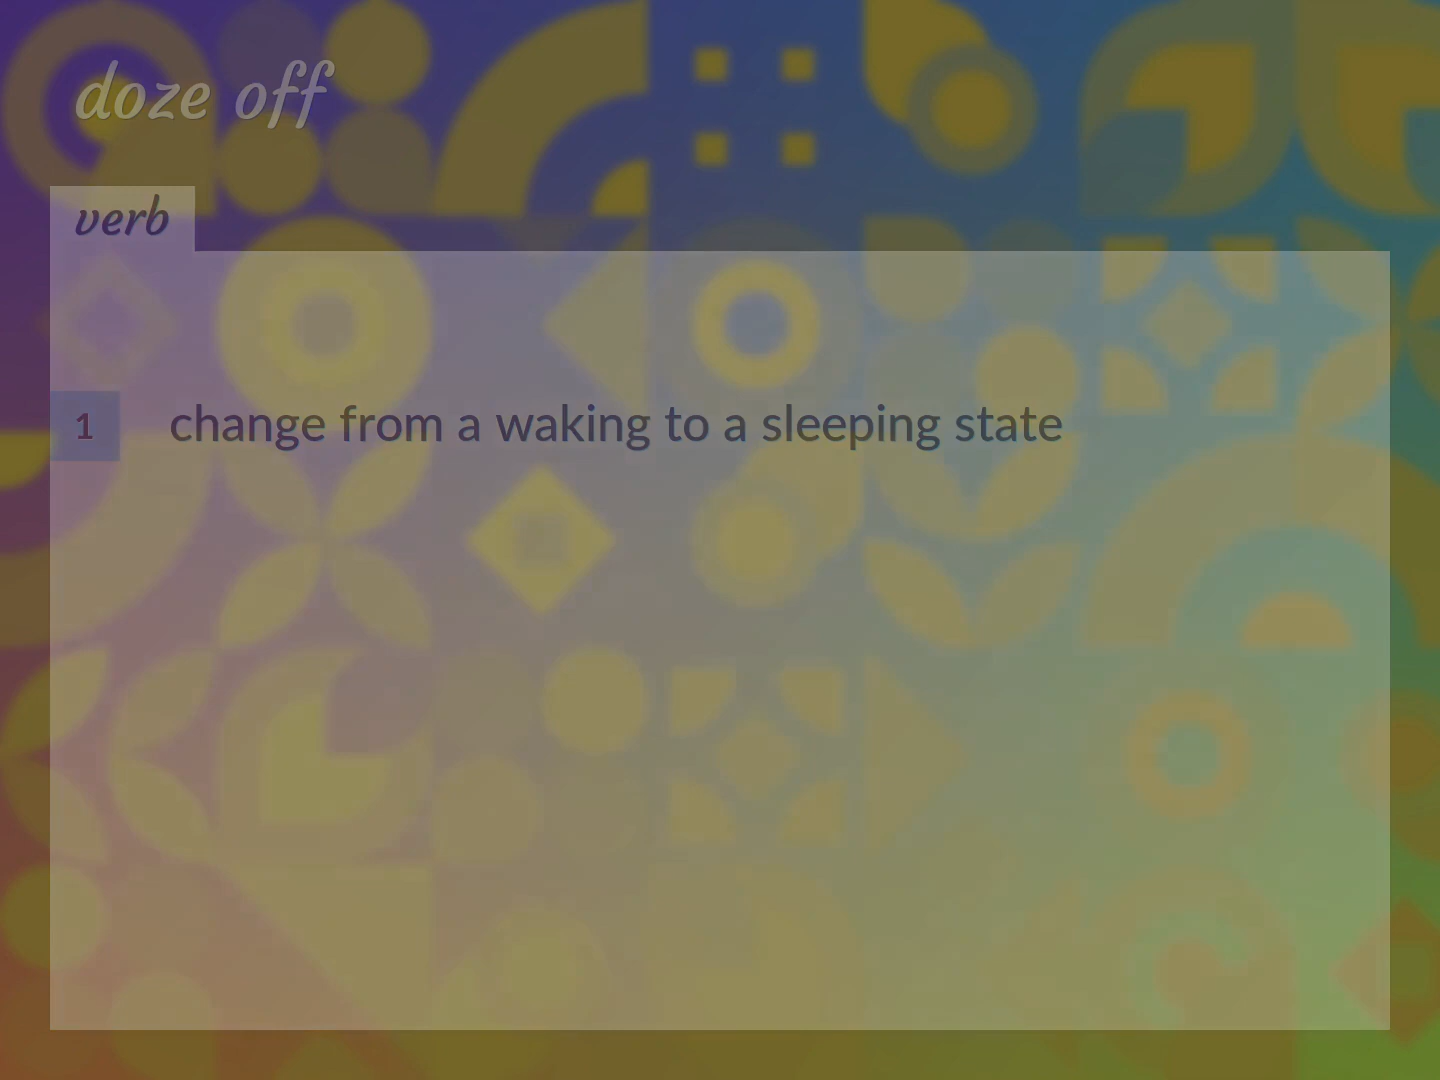 doze off
verb
1
change from a waking to a sleeping state